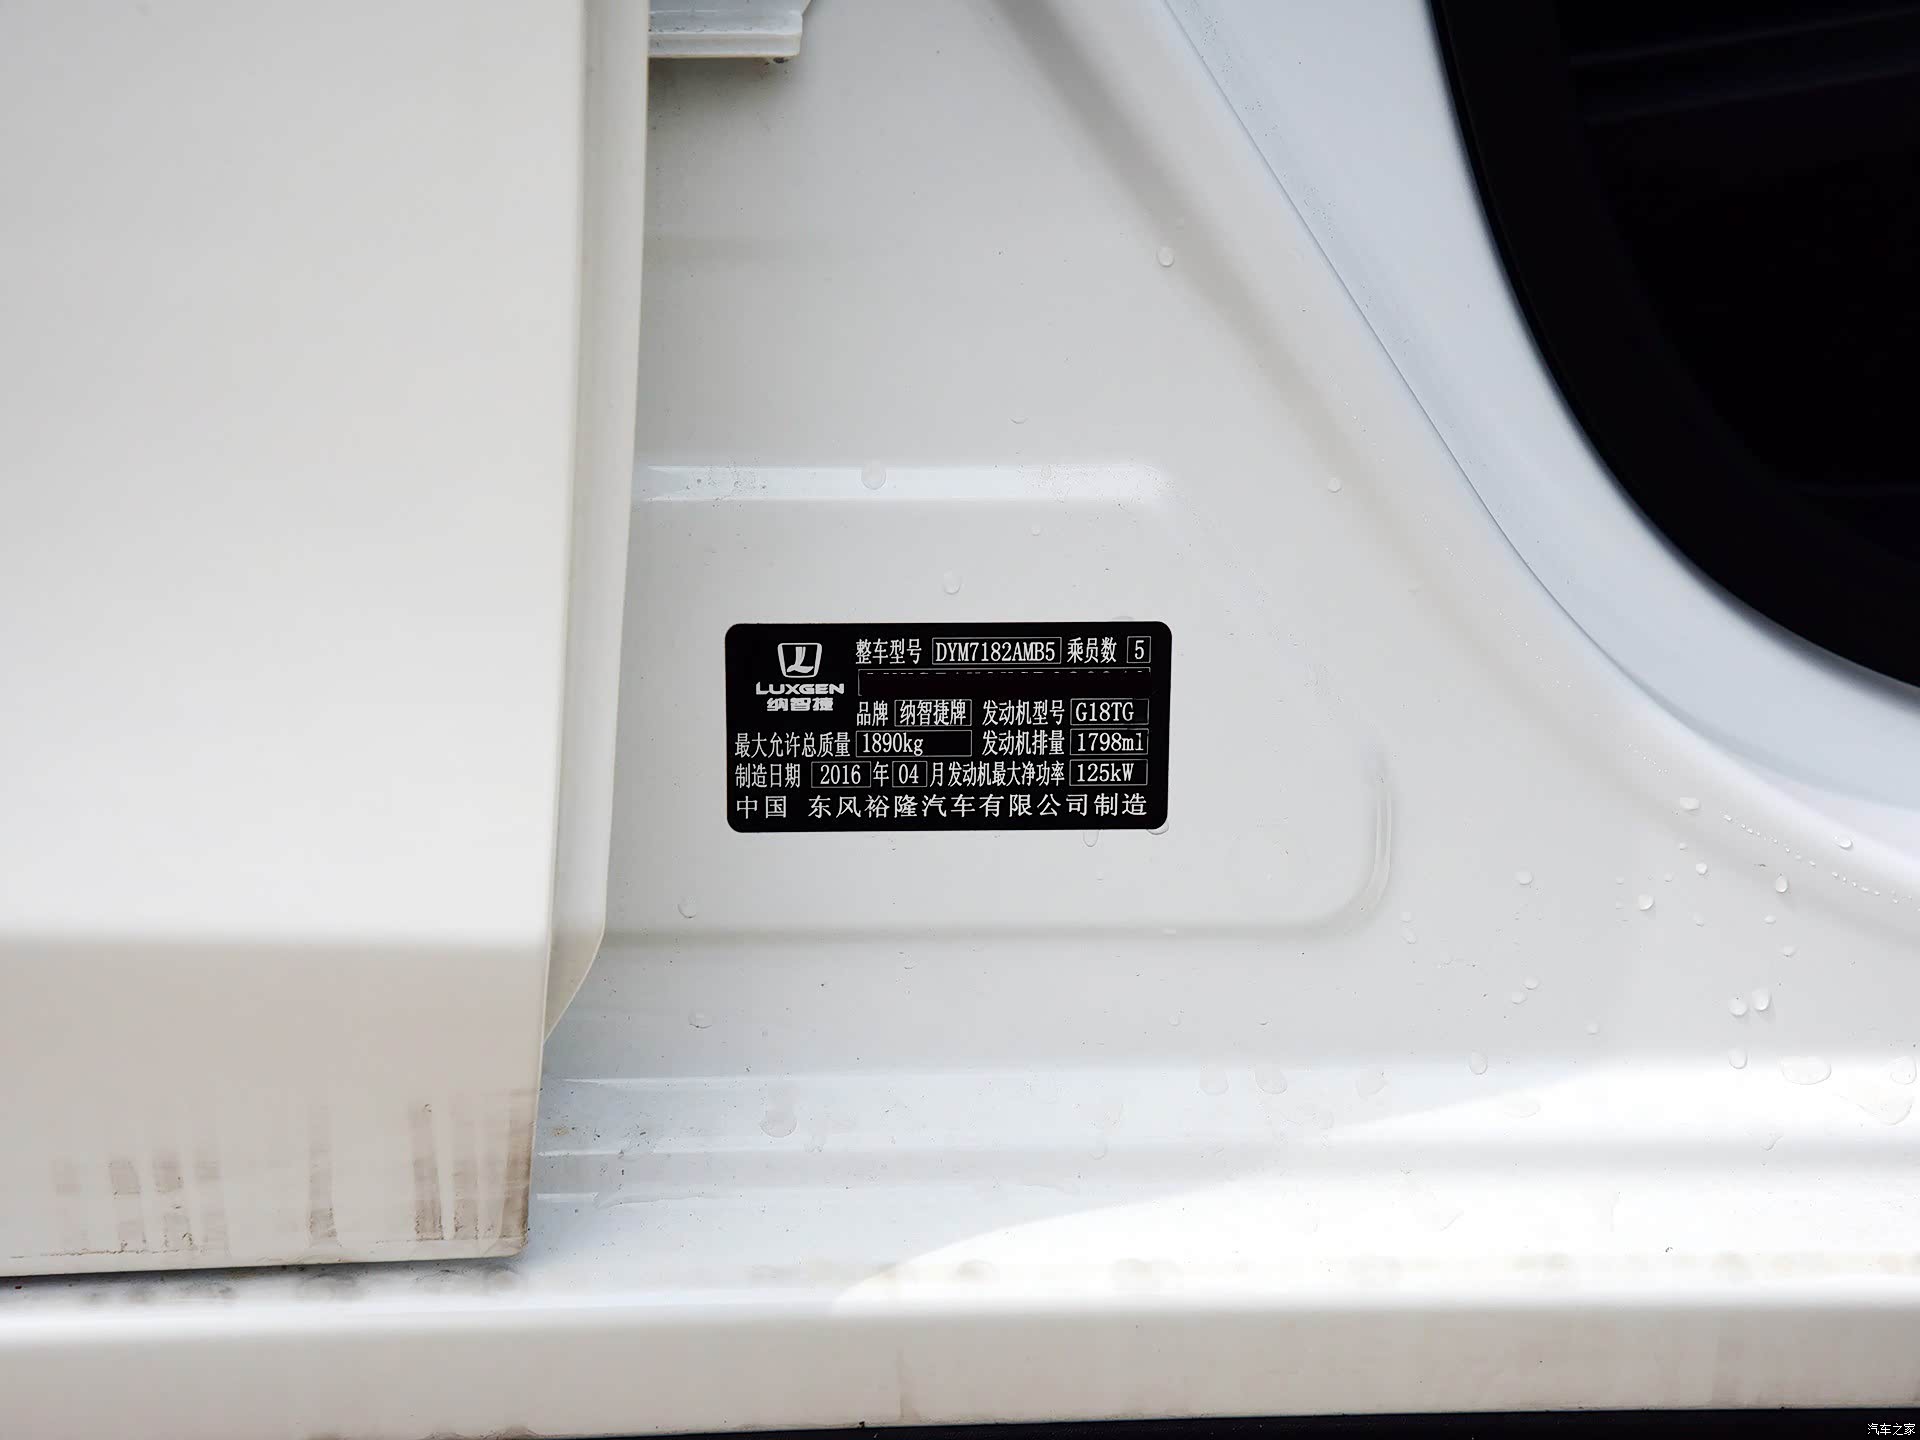 整车型号 DYM7182AMB5 乘员数 5
LUXGEN
纳智捷
品牌 纳智捷牌 发动机型号 G18TG
最大允许总质量 1890kg 发动机排量 1798ml
制造日期 2016 年 04 月 发动机最大净功率 125kW
中国 东风裕隆汽车有限公司制造
汽车之家